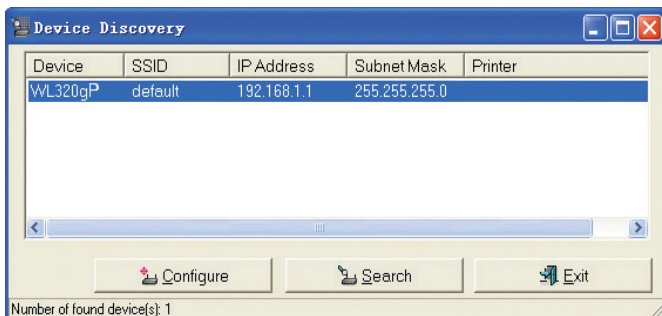 Device Discovery
Device SSID IP Address Subnet Mask Printer
WL320gP default 192.168.1.1 255.255.255.0
Configure Search Exit
Number of found device(s): 1